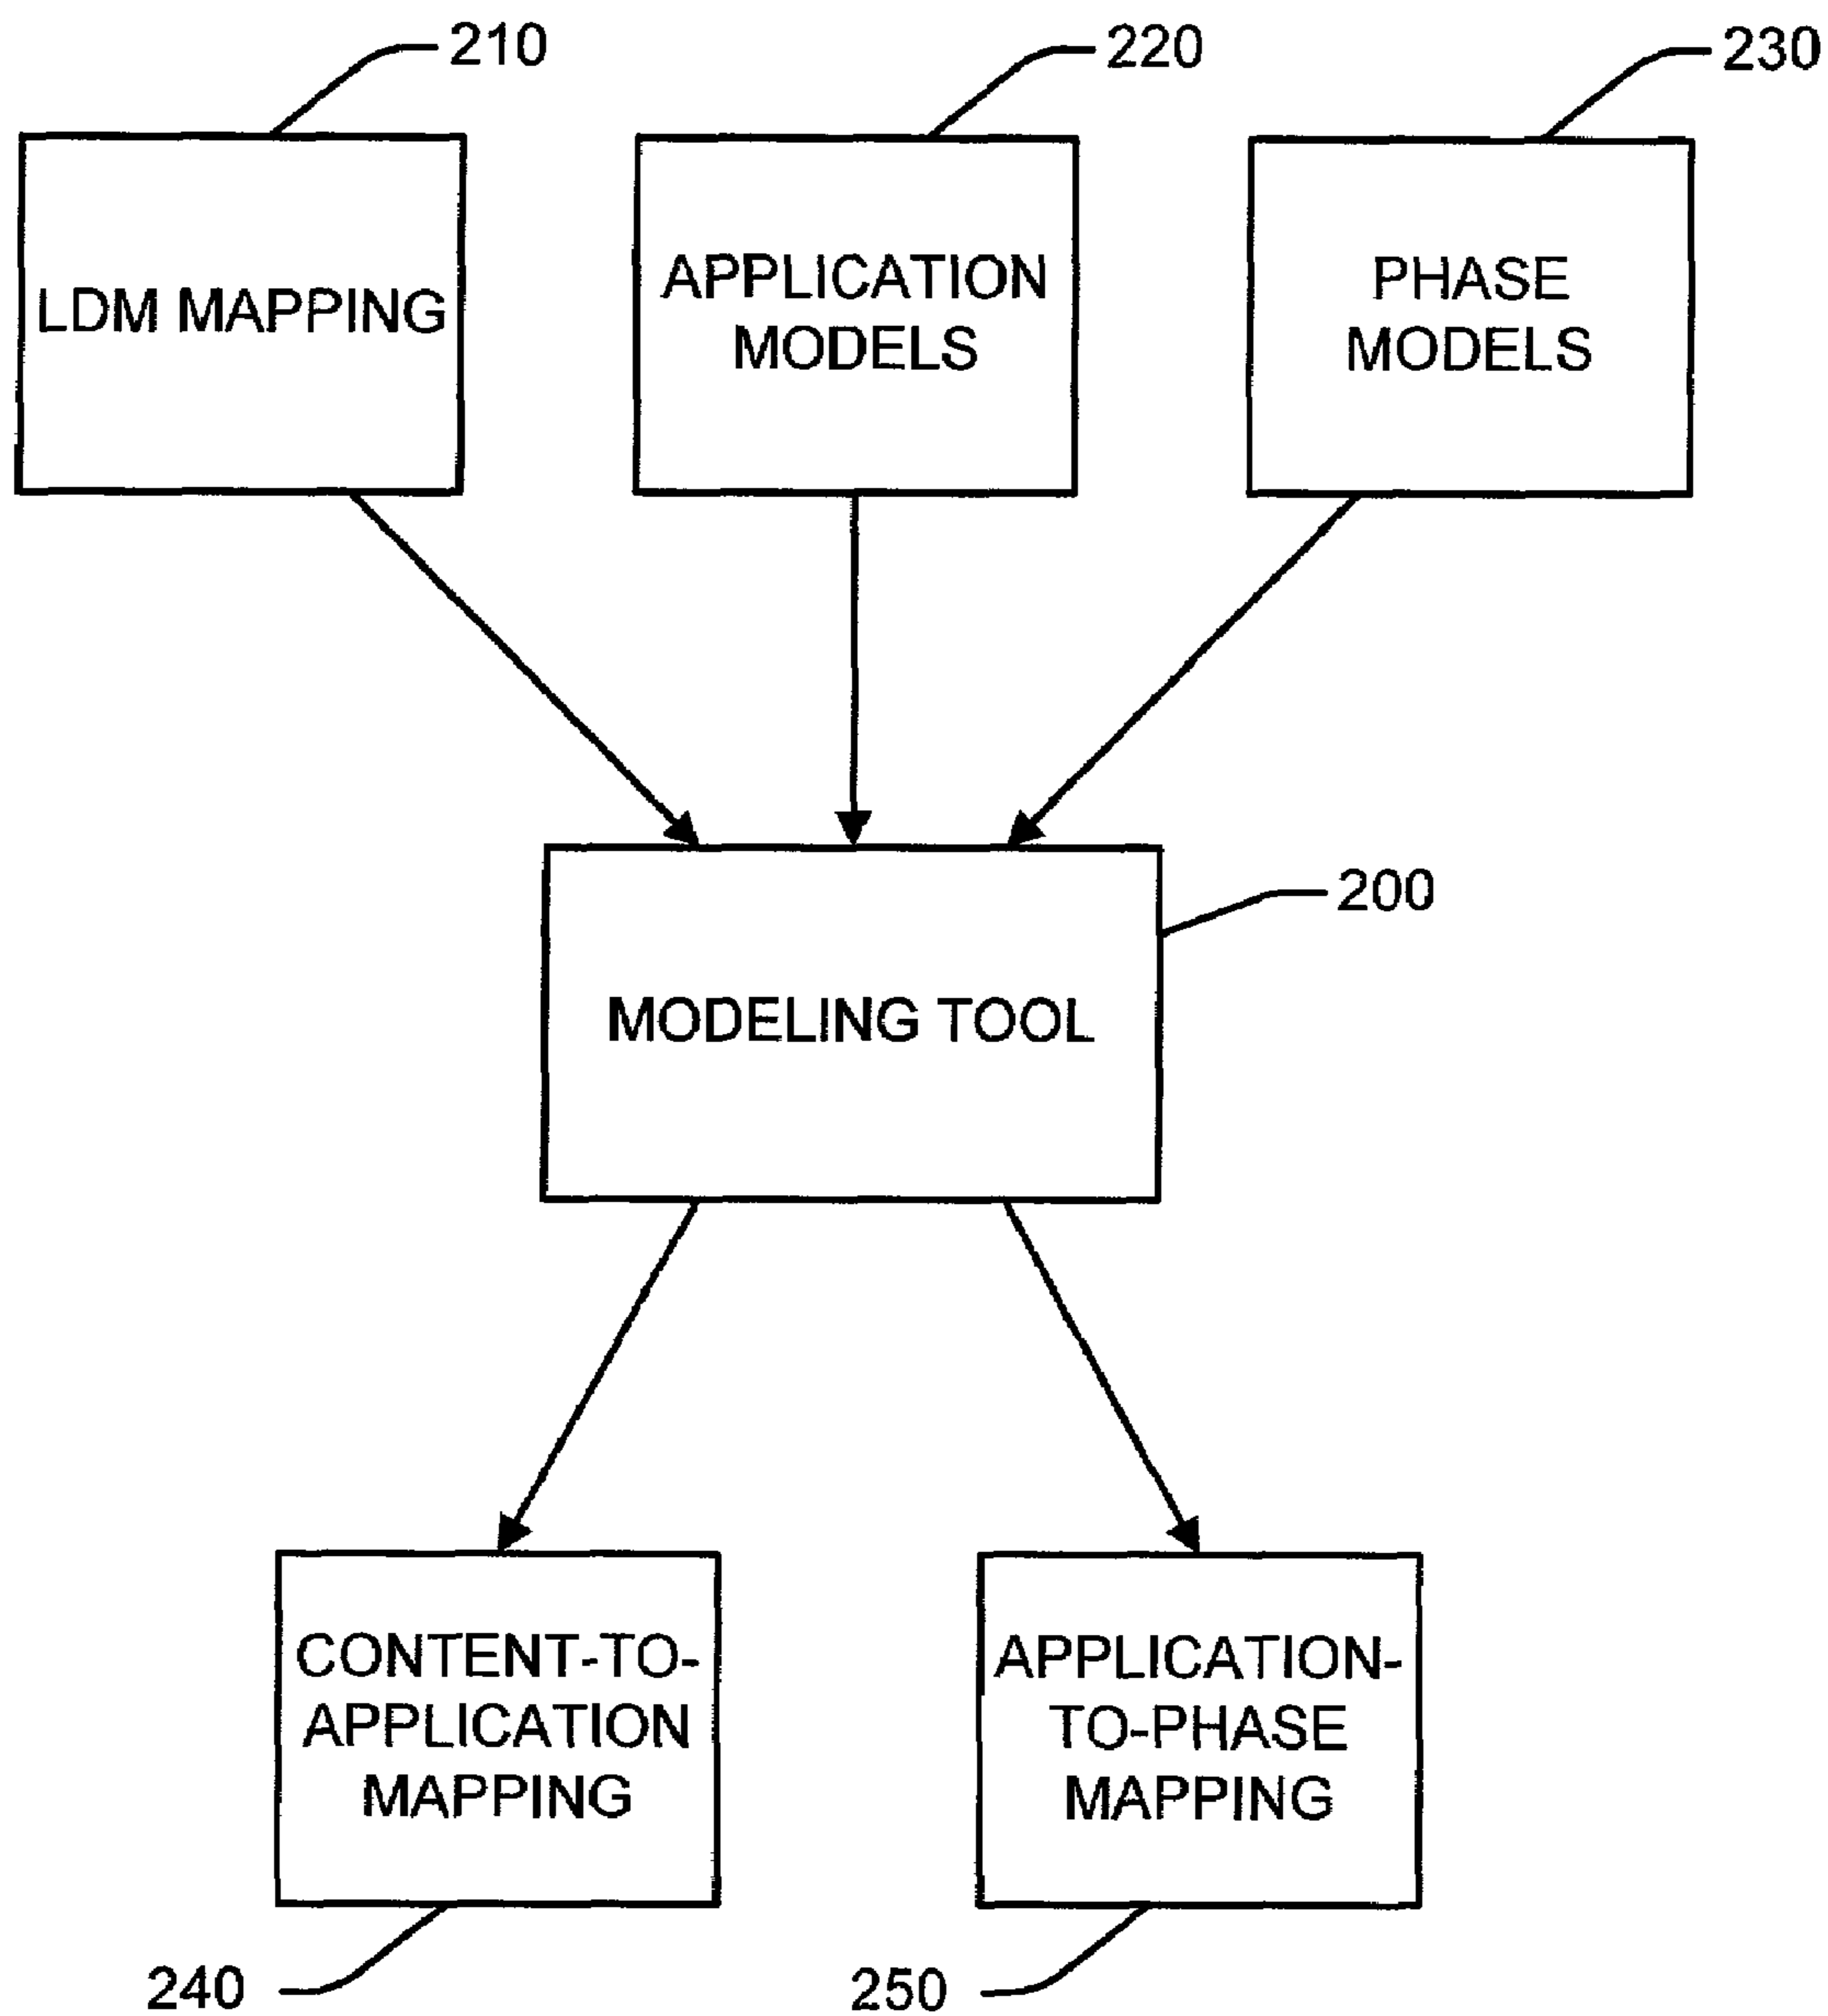 210
220
230
LDM MAPPING
APPLICATION
MODELS
PHASE
MODELS
200
MODELING TOOL
CONTENT-TO-
APPLICATION
MAPPING
APPLICATION-
TO-PHASE
MAPPING
240
250